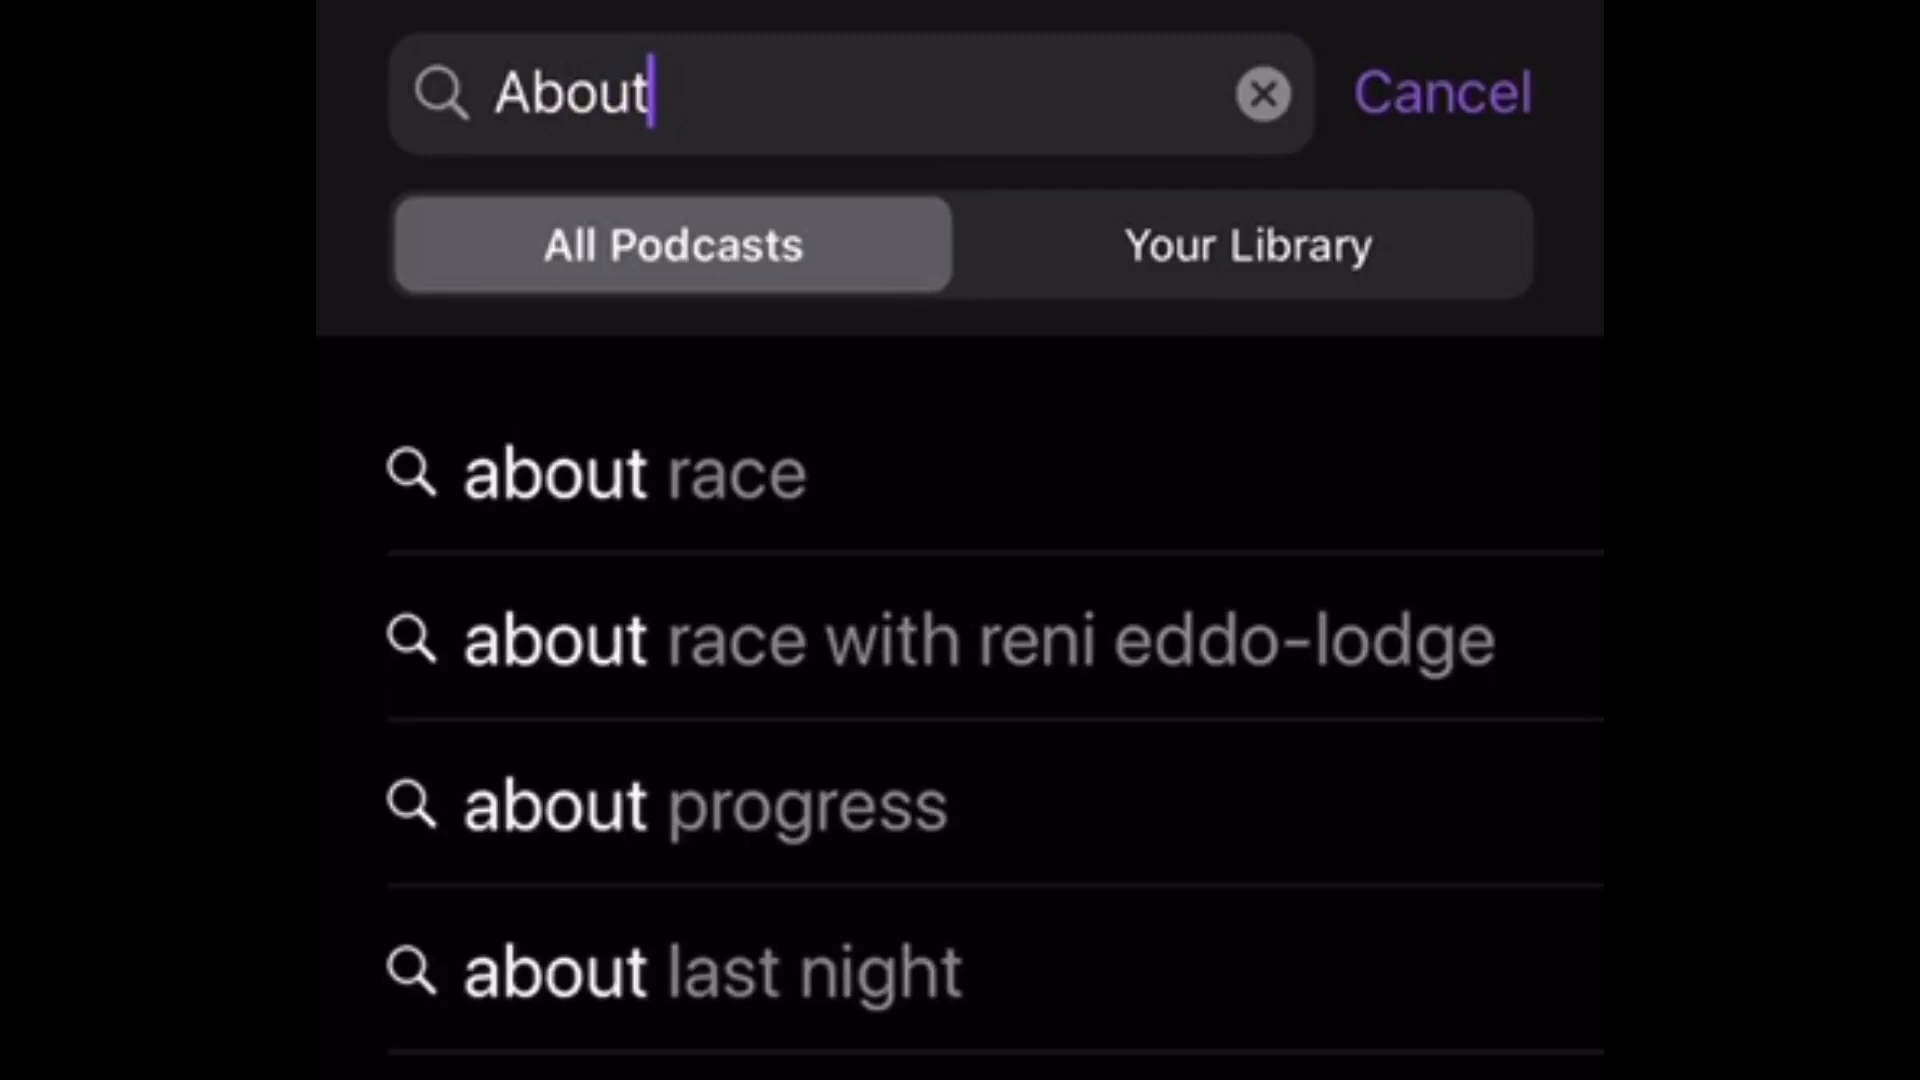 About
Cancel
All Podcasts
Your Library
about race
about race with reni eddo-lodge
about progress
about last night